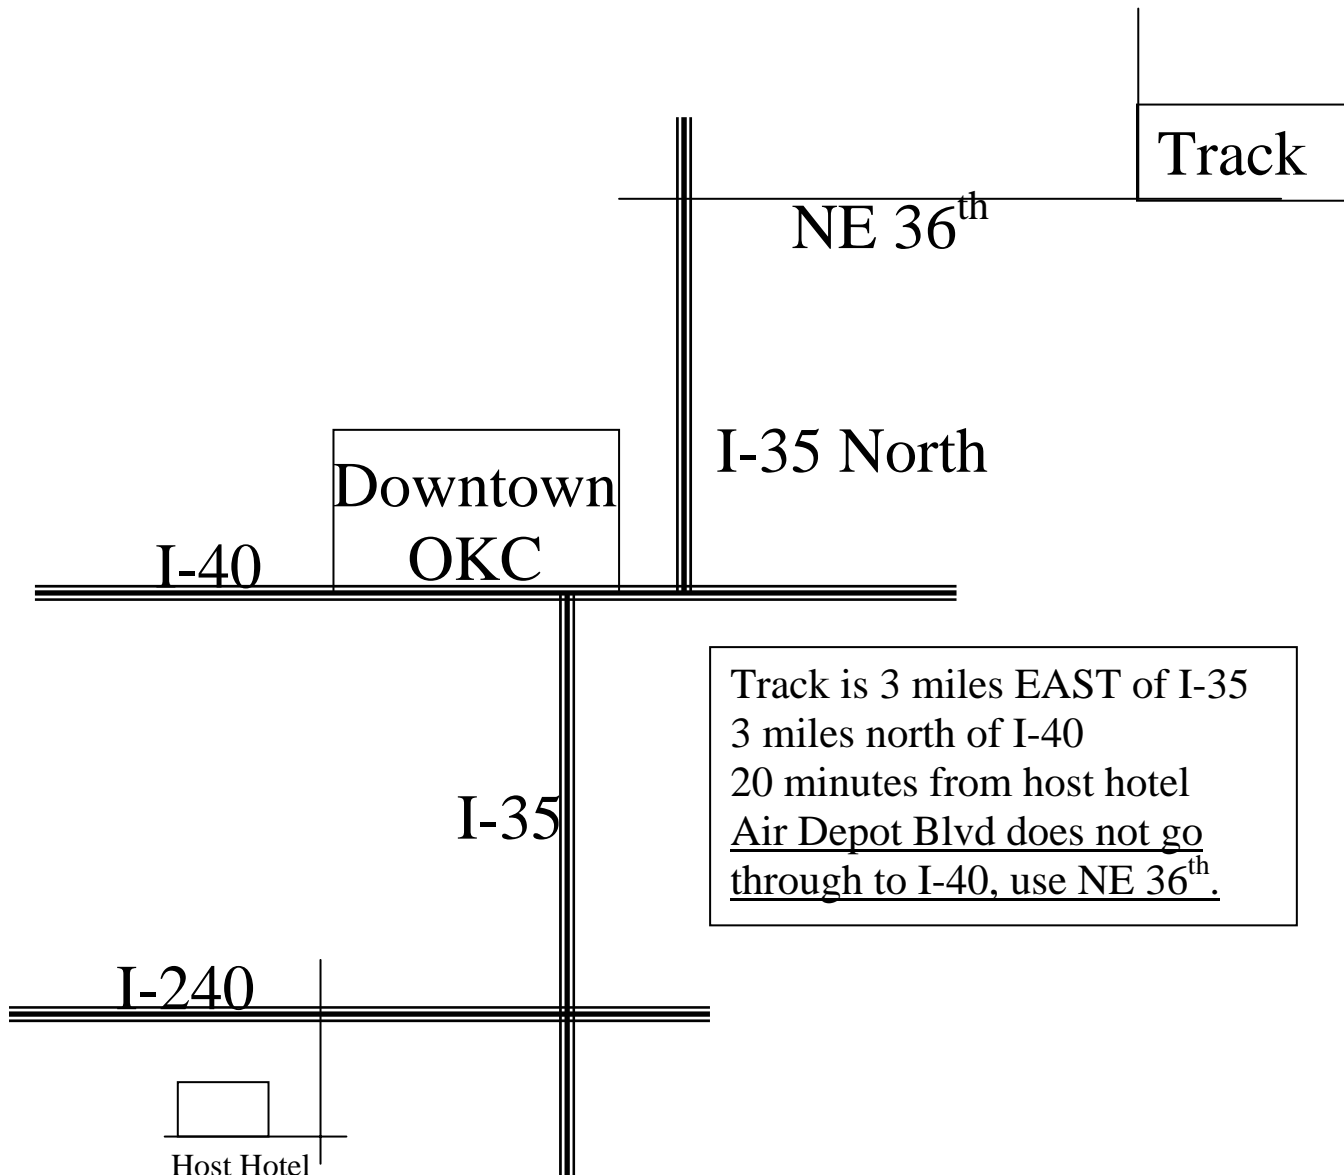 Track
NE 36th
I-35 North
Downtown
OKC
I-40
Track is 3 miles EAST of I-35
3 miles north of I-40
20 minutes from host hotel
Air Depot Blvd does not go
through to I-40, use NE 36th.
I-35
I-240
Host Hotel